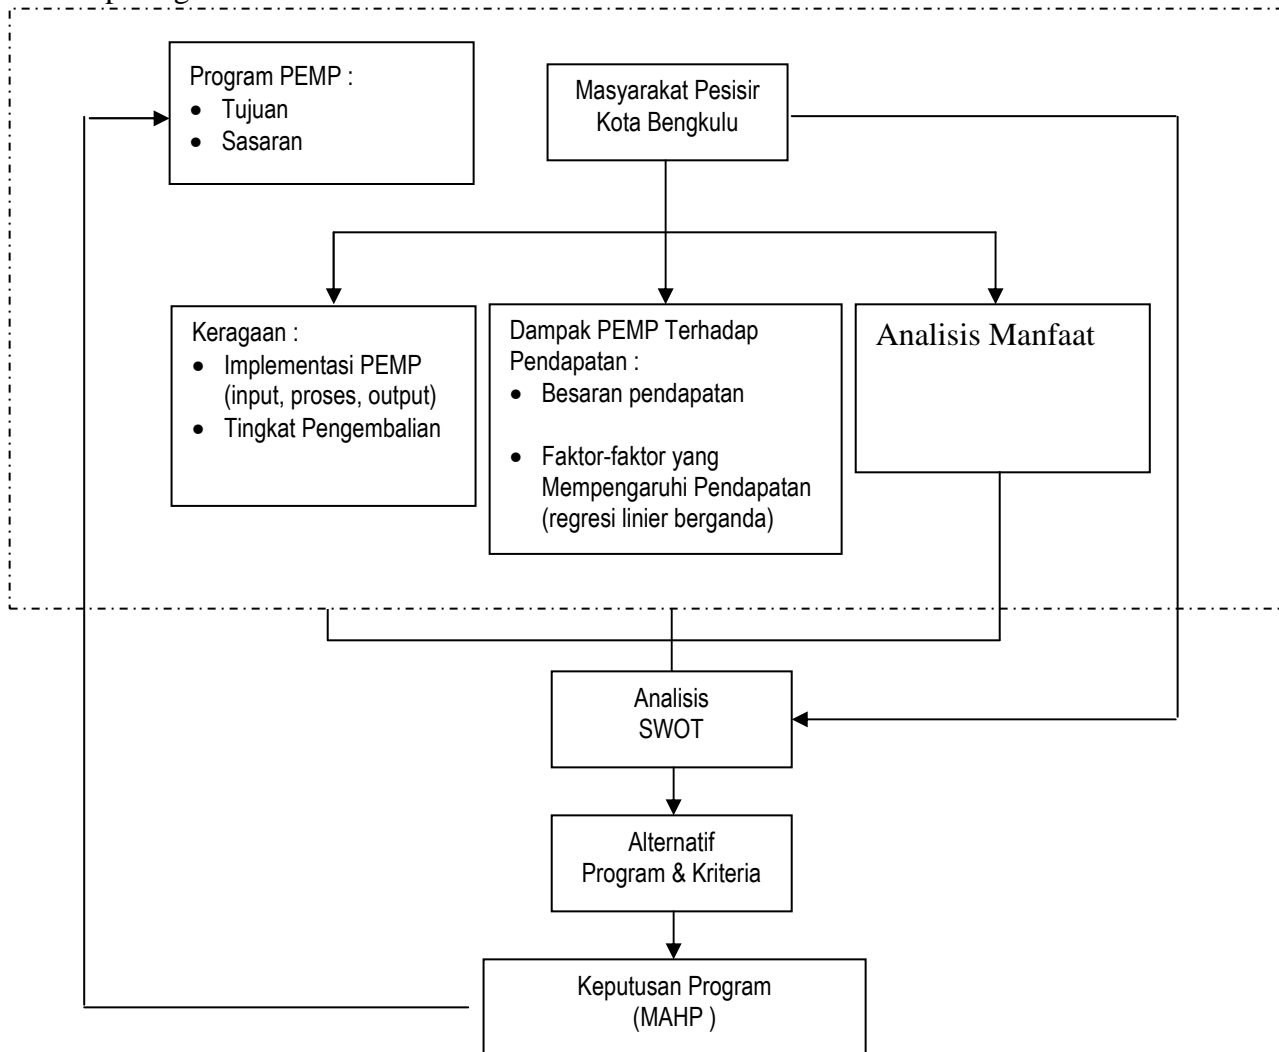 Program PEMP :
• Tujuan
• Sasaran
Masyarakat Pesisir
Kota Bengkulu
Keragaan :
• Implementasi PEMP
(input, proses, output)
• Tingkat Pengembalian
Dampak PEMP Terhadap
Pendapatan :
• Besaran pendapatan
• Faktor-faktor yang
Mempengaruhi Pendapatan
(regresi linier berganda)
Analisis Manfaat
Analisis
SWOT
Alternatif
Program & Kriteria
Keputusan Program
(MAHP )